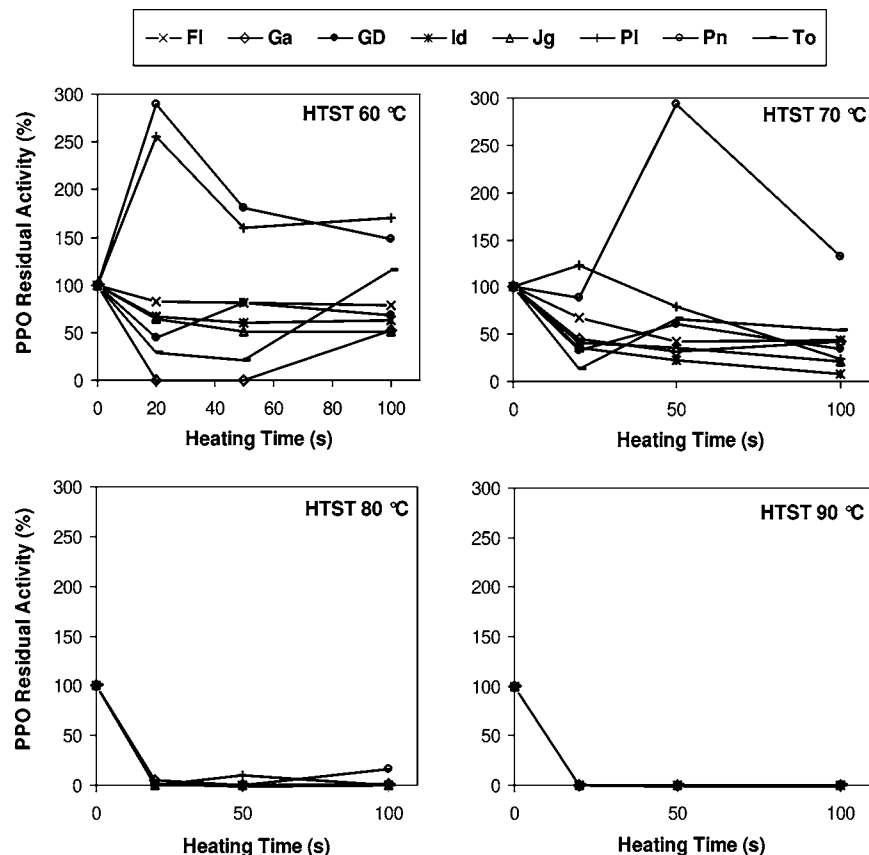 Fl Ga GD Id Jg Pl Pn To
HTST 60 °C
PPO Residual Activity (%)
300
250
200
150
100
50
0
0 20 40 60 80 100
Heating Time (s)
HTST 70 °C
300
250
200
150
100
50
0
0 50 100
Heating Time (s)
HTST 80 °C
PPO Residual Activity (%)
300
250
200
150
100
50
0
0 50 100
Heating Time (s)
HTST 90 °C
300
250
200
150
100
50
0
0 50 100
Heating Time (s)